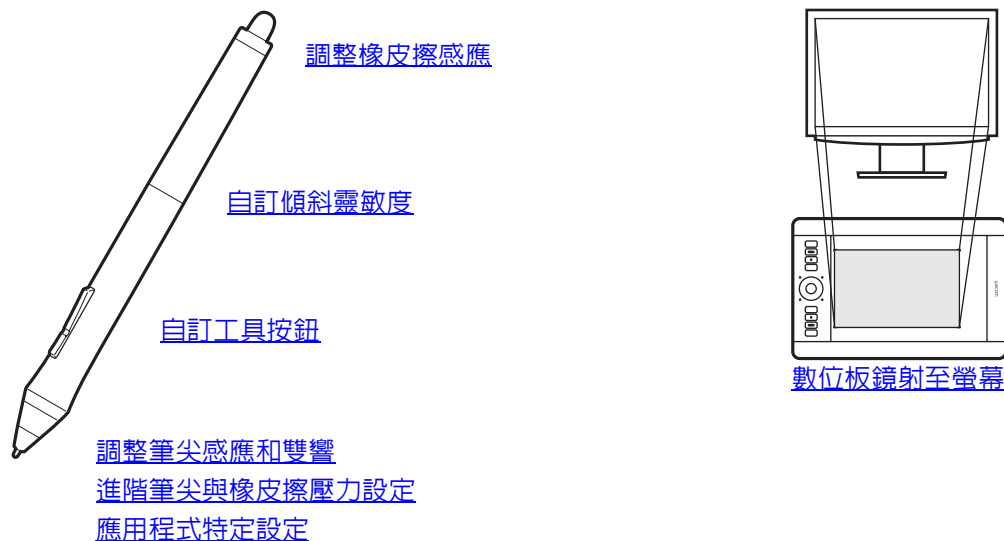 調整橡皮擦感應
自訂傾斜靈敏度
自訂工具按鈕
數位板鏡射至螢幕
調整筆尖感應和雙響
進階筆尖與橡皮擦壓力設定
應用程式特定設定
wacom